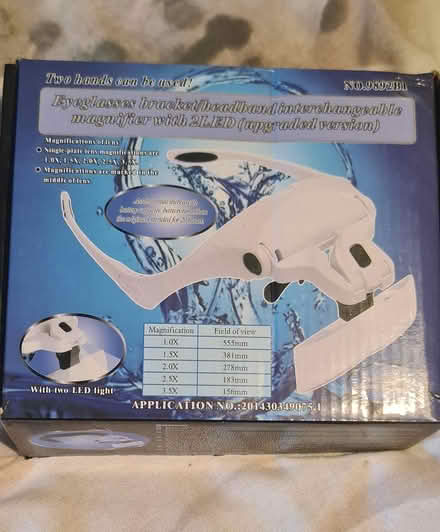 Two hands can be used!
NO.9892B1
Eyeglasses bracket/headband interchangeable
magnifier with 2LED (upgraded version)
Magnifications of lens
● Single-plate lens magnifications are
1.0X, 1.5X, 2.0X, 2.5X, 3.5X
● Magnifications are marked on the
middle of lens
Magnification Field of view
1.0X 555mm
1.5X 381mm
2.0X 278mm
2.5X 183mm
3.5X 156mm
With two LED light
APPLICATION NO.:201430349075.1